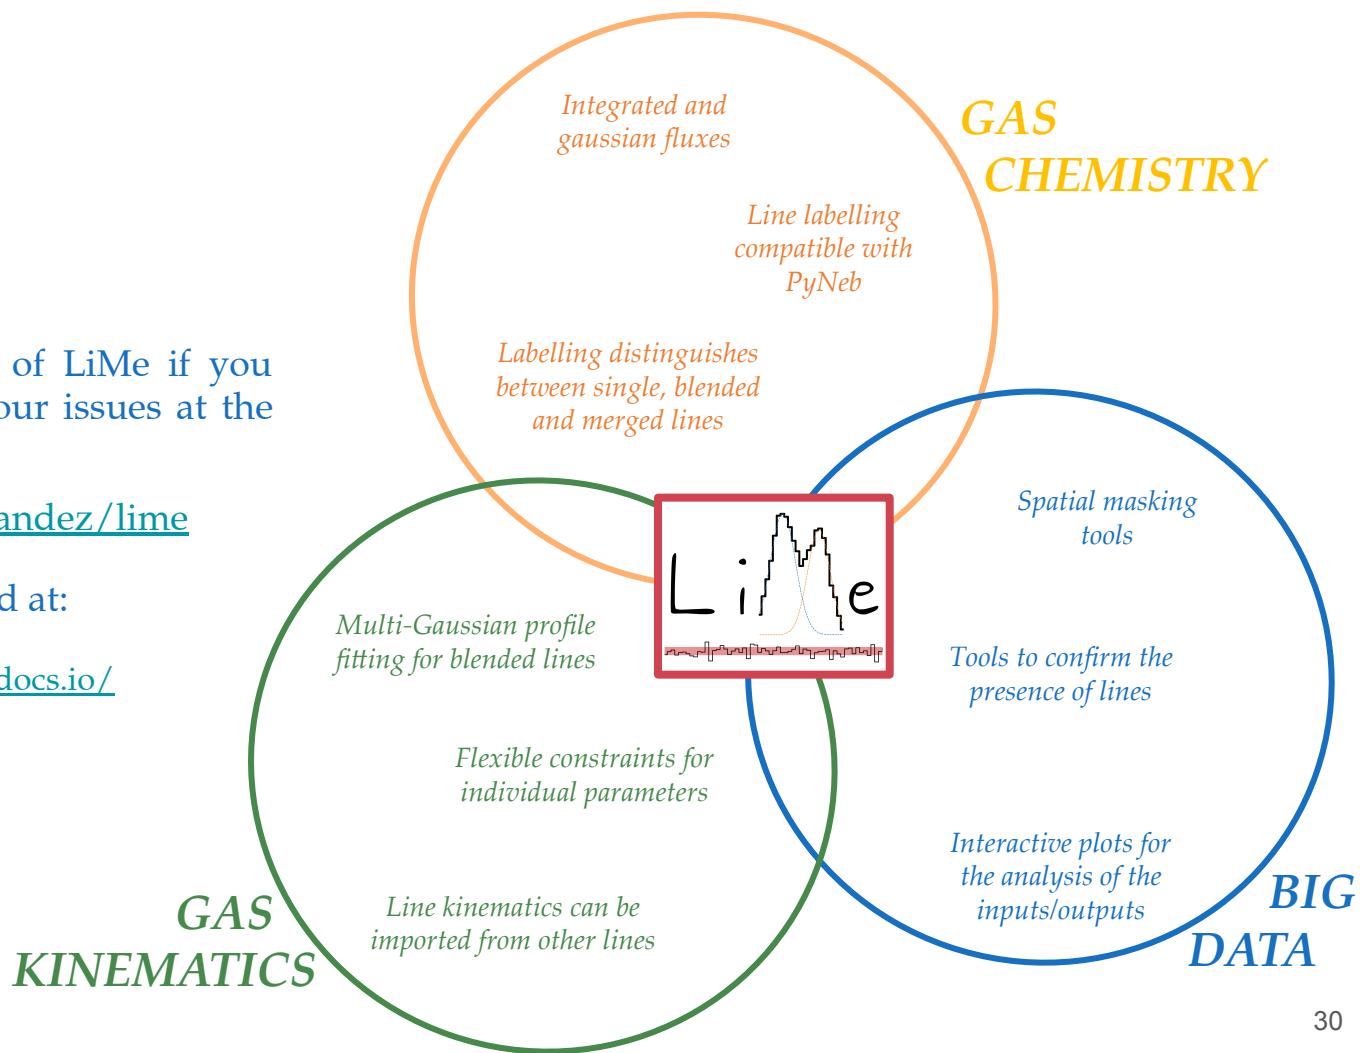 Integrated and
gaussian fluxes
GAS
CHEMISTRY
Line labelling
compatible with
PyNeb
Labelling distinguishes
between single, blended
and merged lines
of LiMe if you
our issues at the
andez/lime
d at:
docs.io/
LiMe
Spatial masking
tools
Tools to confirm the
presence of lines
Interactive plots for
the analysis of the
inputs/outputs
BIG
DATA
Multi-Gaussian profile
fitting for blended lines
Flexible constraints for
individual parameters
Line kinematics can be
imported from other lines
GAS
KINEMATICS
30